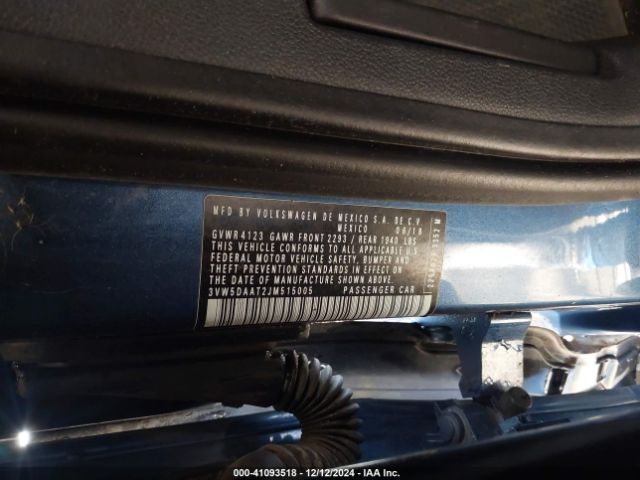 MFD BY VOLKSWAGEN DE MEXICO S.A. DE C.V.
MEXICO 06/18
GVWR 4123 GAWR FRONT 2293 / REAR 1940 LBS
THIS VEHICLE CONFORMS TO ALL APPLICABLE
FEDERAL MOTOR VEHICLE SAFETY, BUMPER AND
THEFT PREVENTION STANDARDS IN EFFECT ON
THE DATE OF MANUFACTURE SHOWN ABOVE.
3VW5DAAT2JM515005 PASSENGER CAR
000-41093518 - 12/12/2024 - IAA Inc.